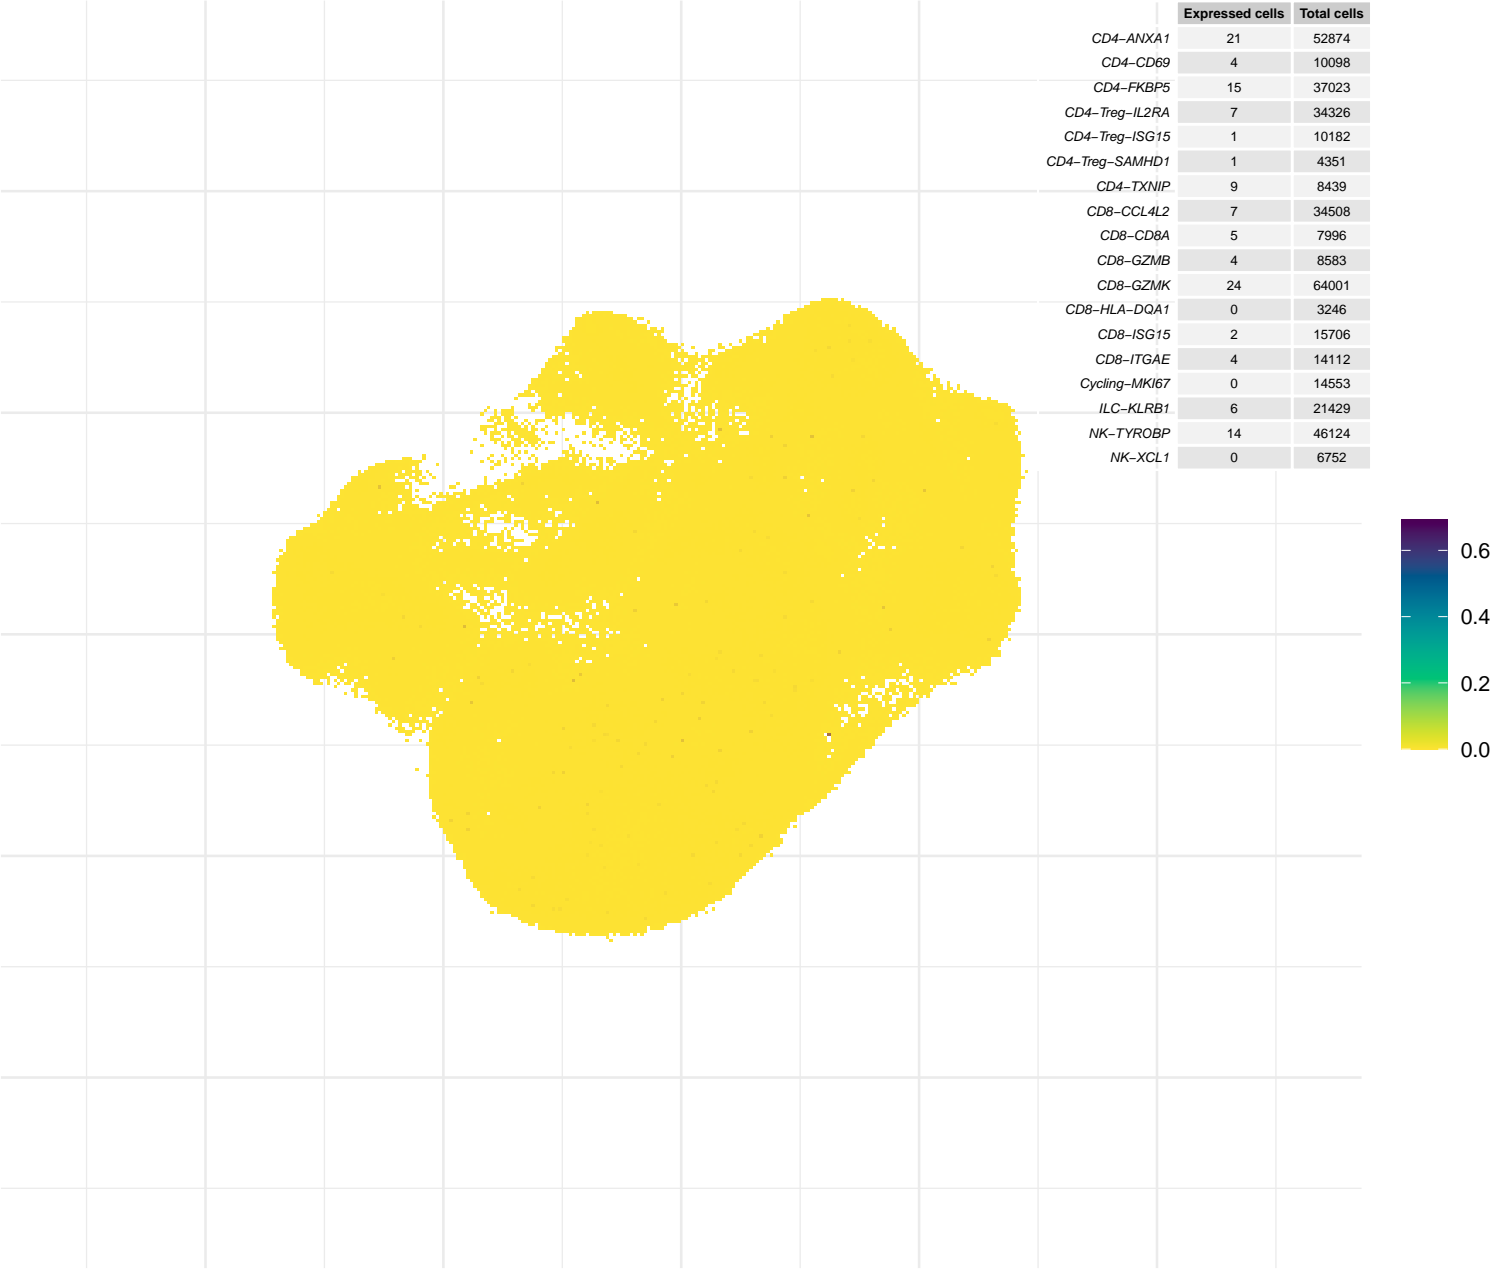 Expressed cells Total cells
CD4−ANXA1 21 52874
CD4−CD69 4 10098
CD4−FKBP5 15 37023
CD4−Treg−IL2RA 7 34326
CD4−Treg−ISG15 1 10182
CD4−Treg−SAMHD1 1 4351
CD4−TXNIP 9 8439
CD8−CCL4L2 7 34508
CD8−CD8A 5 7996
CD8−GZMB 4 8583
CD8−GZMK 24 64001
CD8−HLA−DQA1 0 3246
CD8−ISG15 2 15706
CD8−ITGAE 4 14112
Cycling−MKI67 0 14553
ILC−KLRB1 6 21429
NK−TYROBP 14 46124
NK−XCL1 0 6752
0.6
0.4
0.2
0.0